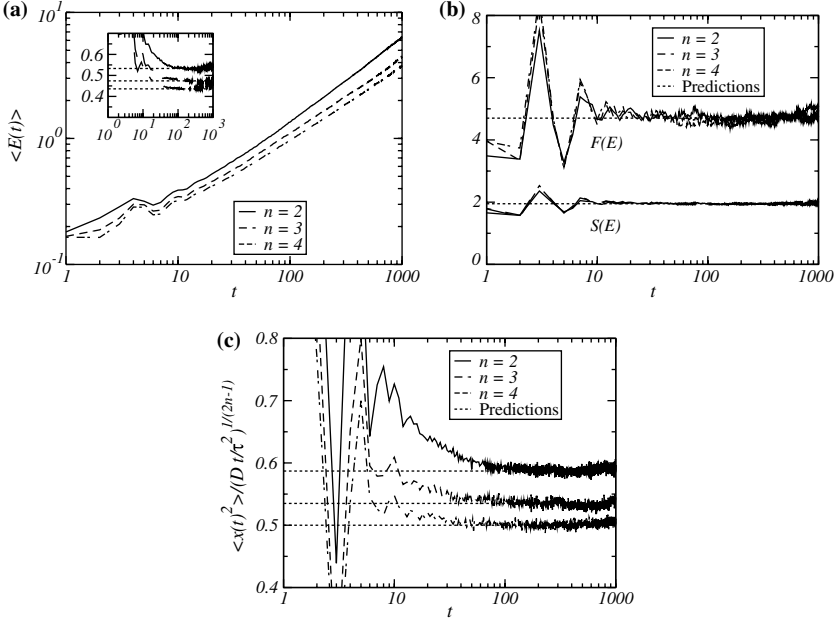 (a)
<E(t)>
10^1
10^0
10^-1
0.6
0.5
0.4
10^0 10^1 10^2 10^3
n = 2
n = 3
n = 4
1 10 100 1000
t
(b)
8
6
4
2
0
n = 2
n = 3
n = 4
Predictions
F(E)
S(E)
1 10 100 1000
t
(c)
<x(t)^2>/(D t/τ^2)^1/(2n-1)
0.8
0.7
0.6
0.5
0.4
n = 2
n = 3
n = 4
Predictions
1 10 100 1000
t